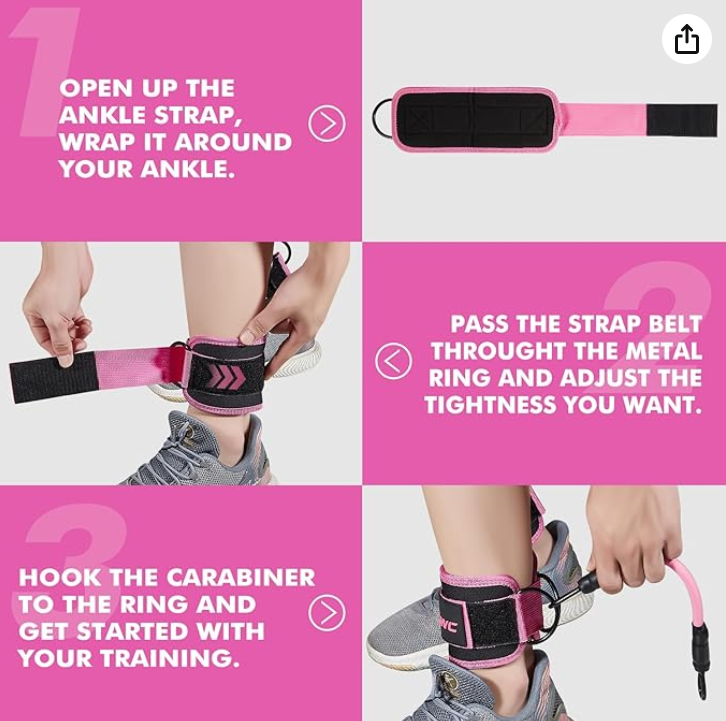 1
OPEN UP THE
ANKLE STRAP,
WRAP IT AROUND
YOUR ANKLE.
2
PASS THE STRAP BELT
THROUGHT THE METAL
RING AND ADJUST THE
TIGHTNESS YOU WANT.
3
HOOK THE CARABINER
TO THE RING AND
GET STARTED WITH
YOUR TRAINING.